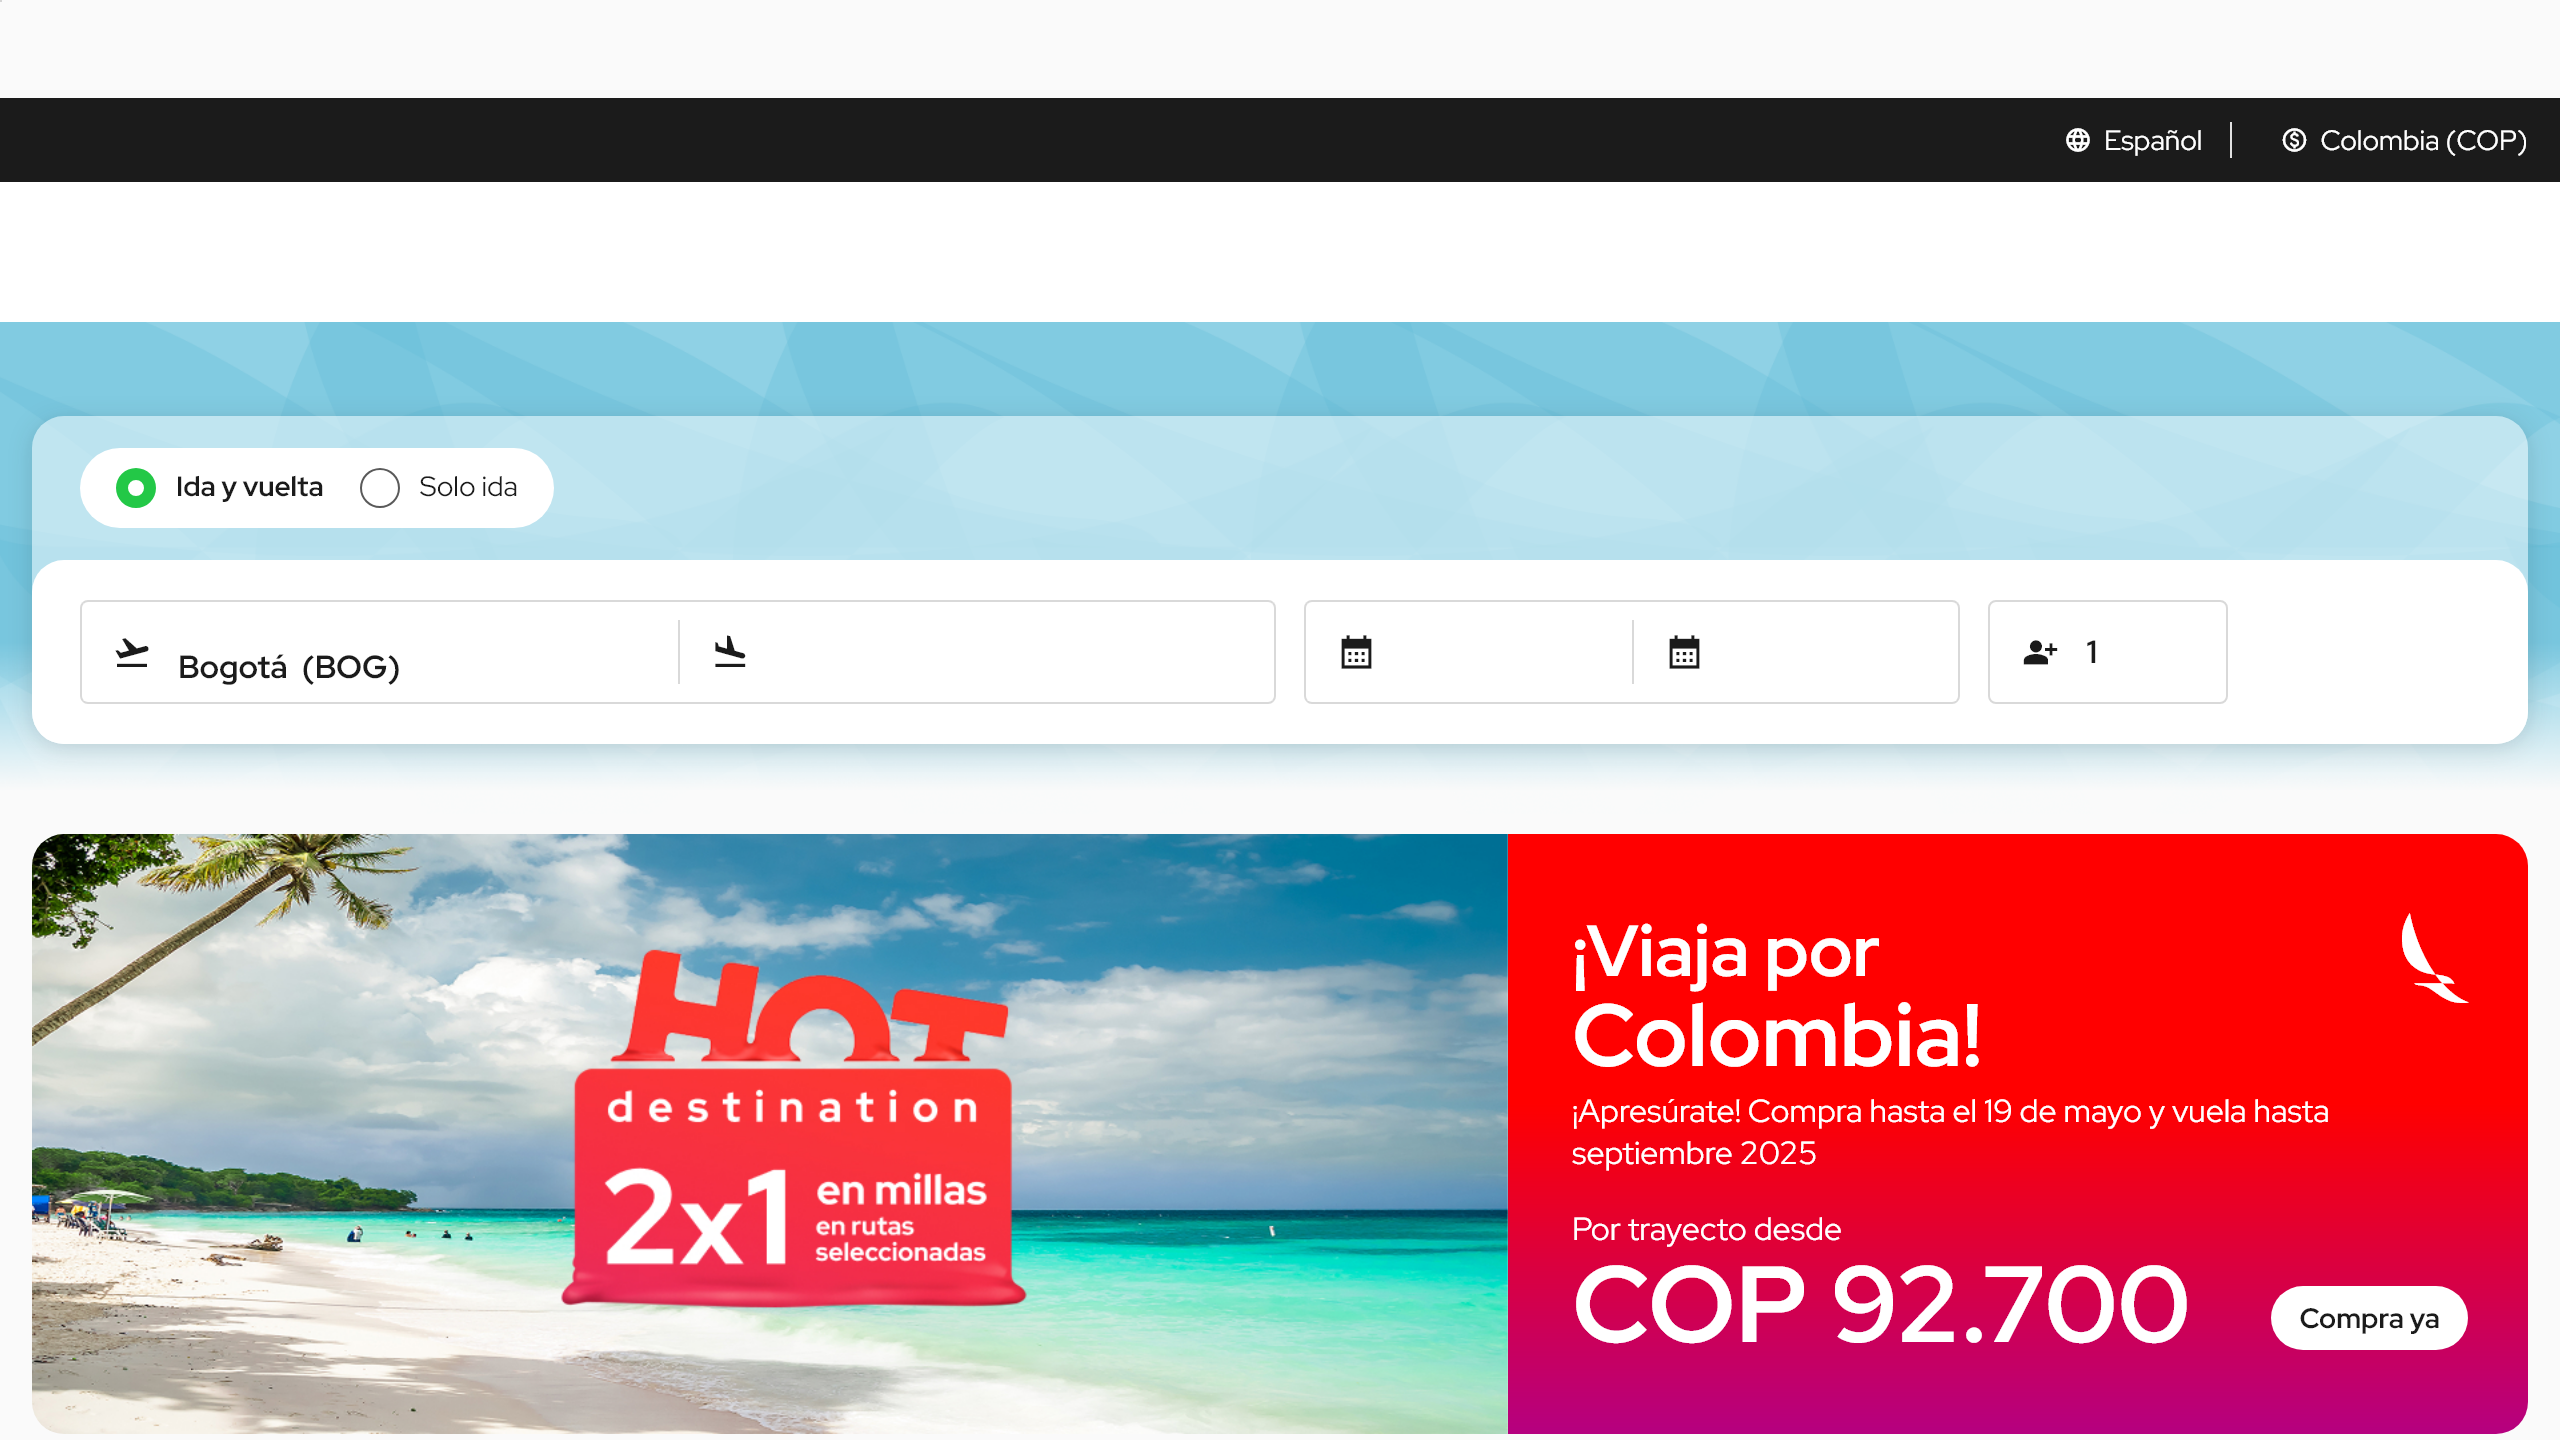 Español
Colombia (COP)
Ida y vuelta
Solo ida
Bogotá (BOG)
1
HOT
destination
2x1 en millas
en rutas
seleccionadas
¡Viaja por
Colombia!
¡Apresúrate! Compra hasta el 19 de mayo y vuela hasta
septiembre 2025
Por trayecto desde
COP 92.700
Compra ya